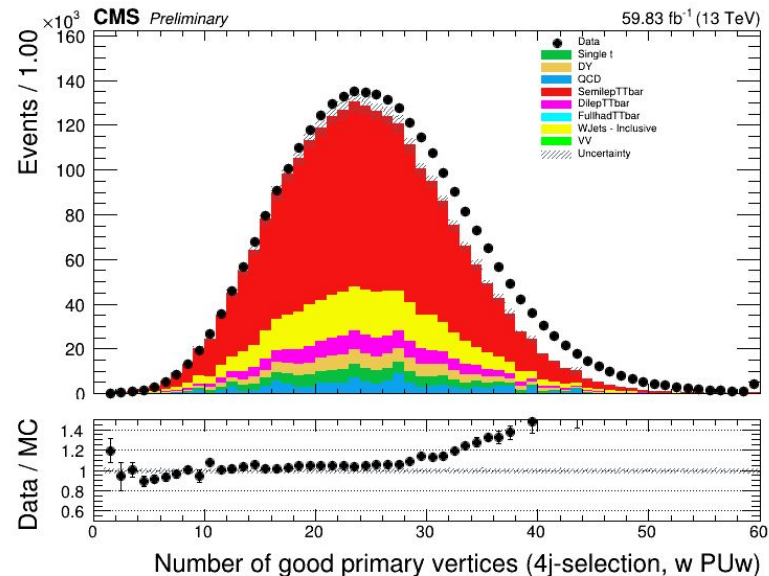 ×10³ CMS Preliminary 59.83 fb⁻¹ (13 TeV)
160
140
120
100
80
60
40
20
0
Events / 1.00
Data
Single t
DY
QCD
SemilepTTbar
DilepTTbar
FullhadTTbar
WJets - Inclusive
VV
Uncertainty
1.4
1.2
1
0.8
0.6
Data / MC
0 10 20 30 40 50 60
Number of good primary vertices (4j-selection, w PUw)